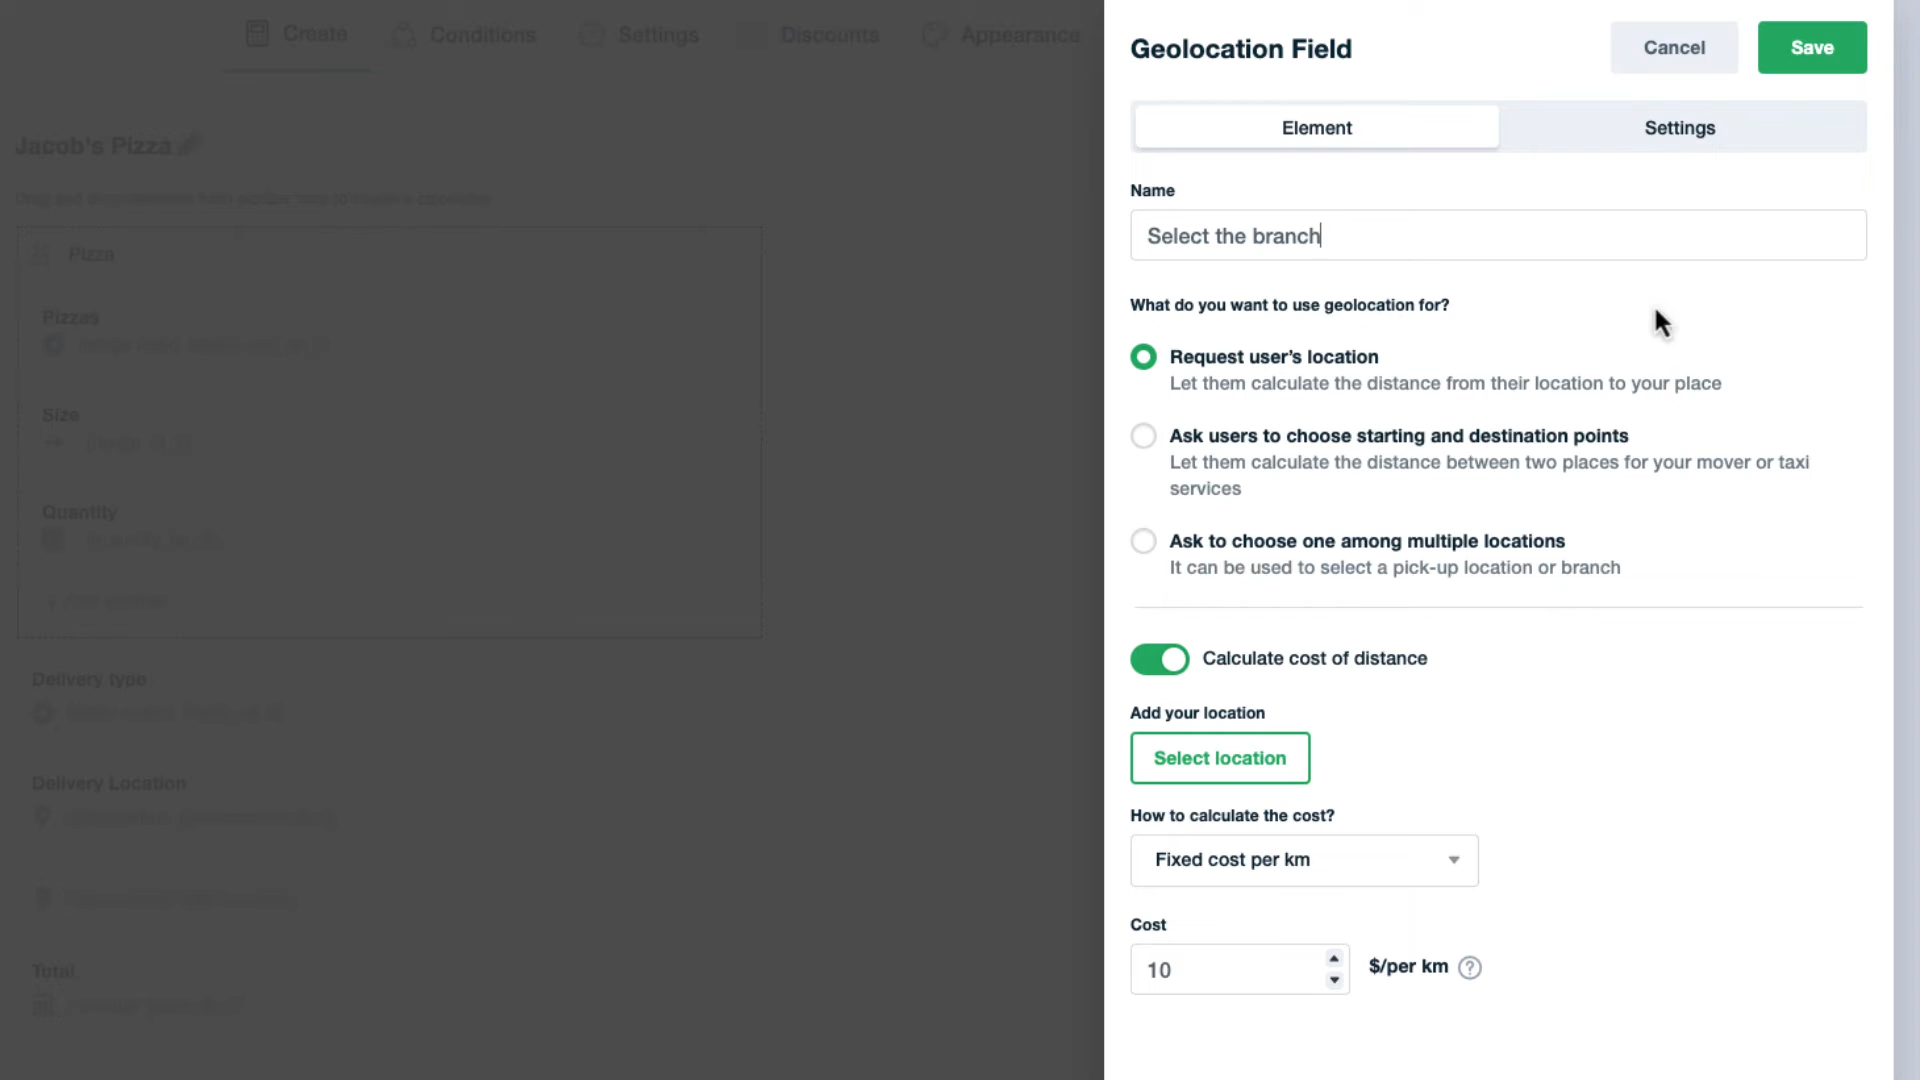 Create
Conditions
Settings
Discounts
Appearance
Jacob's Pizza
Pizza
Pizzas
Size
Quantity
Delivery type
Delivery Location
Total
Geolocation Field
Cancel
Save
Element
Settings
Name
Select the branch
What do you want to use geolocation for?
Request user’s location
Let them calculate the distance from their location to your place
Ask users to choose starting and destination points
Let them calculate the distance between two places for your mover or taxi
services
Ask to choose one among multiple locations
It can be used to select a pick-up location or branch
Calculate cost of distance
Add your location
Select location
How to calculate the cost?
Fixed cost per km
Cost
10
$/per km
?